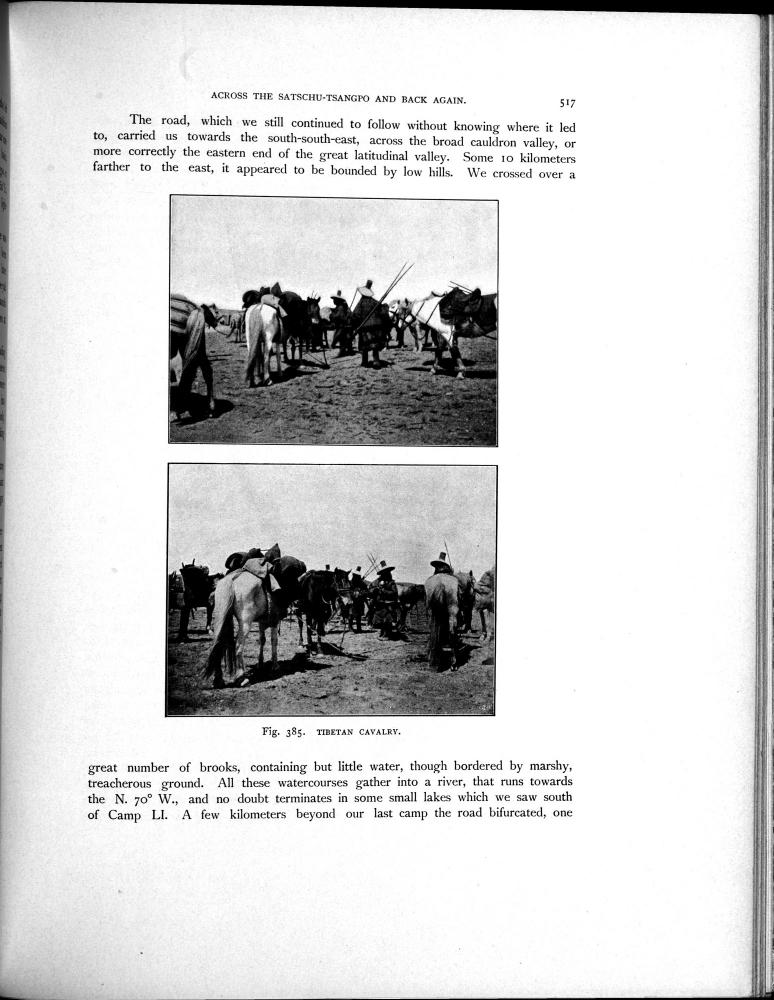 ACROSS THE SATSCHU-TSANGPO AND BACK AGAIN. 517
The road, which we still continued to follow without knowing where it led
to, carried us towards the south-south-east, across the broad cauldron valley, or
more correctly the eastern end of the great latitudinal valley. Some 10 kilometers
farther to the east, it appeared to be bounded by low hills. We crossed over a
Fig. 385. TIBETAN CAVALRY.
great number of brooks, containing but little water, though bordered by marshy,
treacherous ground. All these watercourses gather into a river, that runs towards
the N. 70° W., and no doubt terminates in some small lakes which we saw south
of Camp LI. A few kilometers beyond our last camp the road bifurcated, one